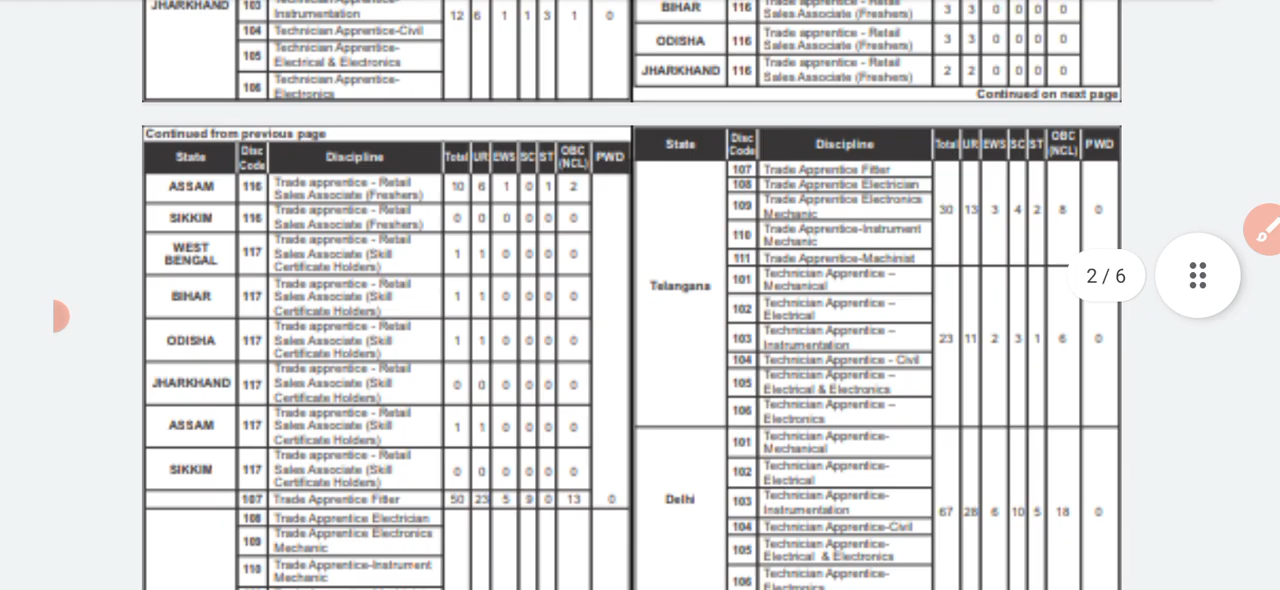 JHARKHAND
103
Instrumentation
12 6 1 1 3 1 0
104 Technician Apprentice-Civil
105 Technician Apprentice-
Electrical & Electronics
106 Technician Apprentice-
Electronics
BIHAR 116 Trade apprentice - Retail
Sales Associate (Freshers)
3 3 0 0 0 0
ODISHA 116 Trade apprentice - Retail
Sales Associate (Freshers)
3 3 0 0 0 0
JHARKHAND 116 Trade apprentice - Retail
Sales Associate (Freshers)
2 2 0 0 0 0
Continued on next page
Continued from previous page
State Disc
Code Discipline Total UR EWS SC ST OBC
(NCL) PWD
ASSAM 116 Trade apprentice - Retail
Sales Associate (Freshers)
10 6 1 0 1 2
SIKKIM 116 Trade apprentice - Retail
Sales Associate (Freshers)
0 0 0 0 0 0
WEST
BENGAL 117 Trade apprentice - Retail
Sales Associate (Skill
Certificate Holders)
1 1 0 0 0 0
BIHAR 117 Trade apprentice - Retail
Sales Associate (Skill
Certificate Holders)
1 1 0 0 0 0
ODISHA 117 Trade apprentice - Retail
Sales Associate (Skill
Certificate Holders)
1 1 0 0 0 0
JHARKHAND 117 Trade apprentice - Retail
Sales Associate (Skill
Certificate Holders)
0 0 0 0 0 0
ASSAM 117 Trade apprentice - Retail
Sales Associate (Skill
Certificate Holders)
1 1 0 0 0 0
SIKKIM 117 Trade apprentice - Retail
Sales Associate (Skill
Certificate Holders)
0 0 0 0 0 0
107 Trade Apprentice Fitter 50 23 5 9 0 13 0
108 Trade Apprentice Electrician
109 Trade Apprentice Electronics
Mechanic
110 Trade Apprentice-Instrument
Mechanic
State Disc
Code Discipline Total UR EWS SC ST OBC
(NCL) PWD
Telangana
107 Trade Apprentice Fitter
108 Trade Apprentice Electrician
109 Trade Apprentice Electronics
Mechanic
30 13 3 4 2 8 0
110 Trade Apprentice-Instrument
Mechanic
111 Trade Apprentice-Machinist
101 Technician Apprentice –
Mechanical
102 Technician Apprentice –
Electrical
103 Technician Apprentice –
Instrumentation
23 11 2 3 1 6 0
104 Technician Apprentice - Civil
105 Technician Apprentice –
Electrical & Electronics
106 Technician Apprentice –
Electronics
Delhi
101 Technician Apprentice-
Mechanical
102 Technician Apprentice-
Electrical
103 Technician Apprentice-
Instrumentation
67 28 6 10 5 18 0
104 Technician Apprentice-Civil
105 Technician Apprentice-
Electrical & Electronics
106 Technician Apprentice-
Electronics
2 / 6